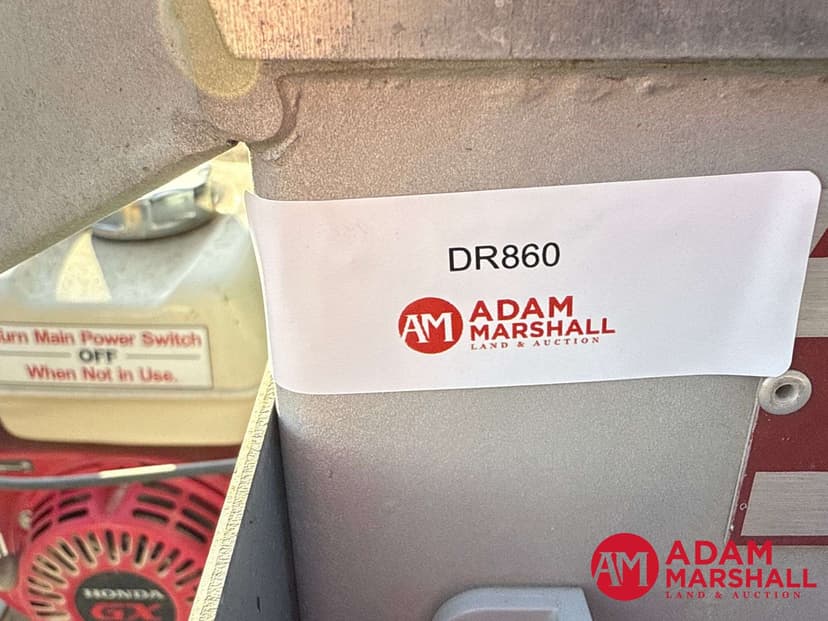 DR860
AM ADAM
MARSHALL
LAND & AUCTION
Turn Main Power Switch
OFF
When Not in Use.
HONDA
GX
AM ADAM
MARSHALL
LAND & AUCTION